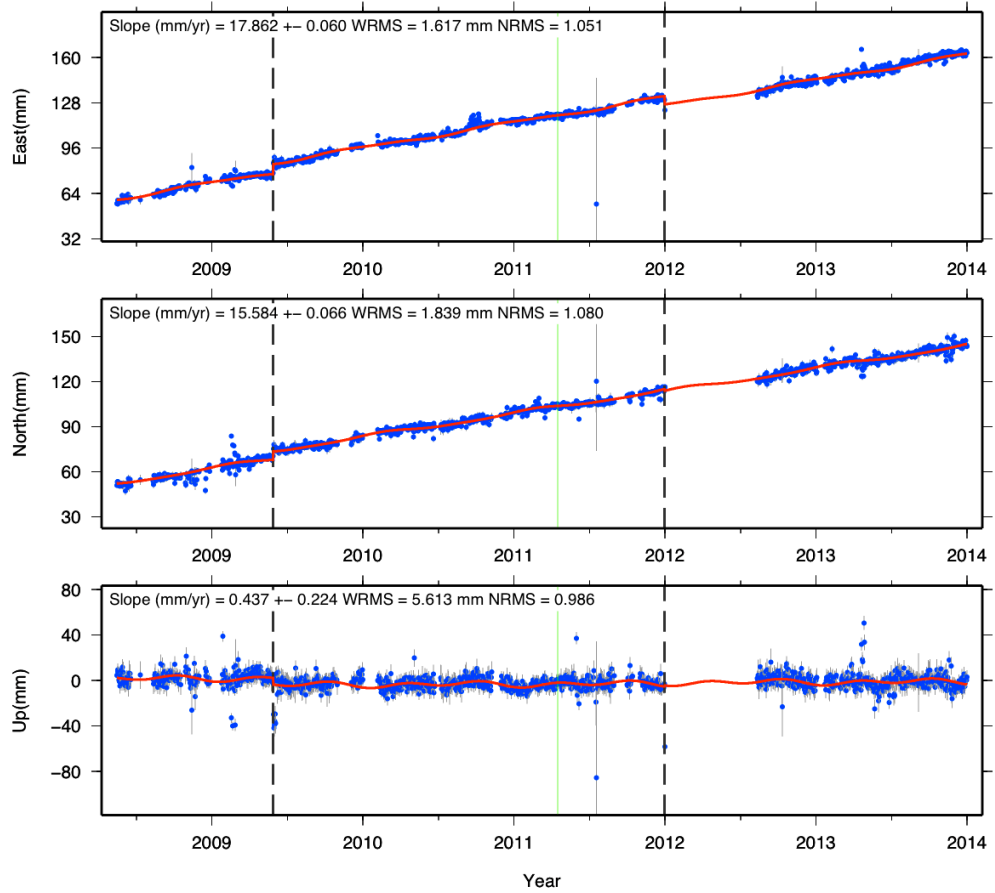 Slope (mm/yr) = 17.862 +- 0.060 WRMS = 1.617 mm NRMS = 1.051
160
128
96
64
32
East(mm)
2009 2010 2011 2012 2013 2014
Slope (mm/yr) = 15.584 +- 0.066 WRMS = 1.839 mm NRMS = 1.080
150
120
90
60
30
North(mm)
2009 2010 2011 2012 2013 2014
Slope (mm/yr) = 0.437 +- 0.224 WRMS = 5.613 mm NRMS = 0.986
80
40
0
−40
−80
Up(mm)
2009 2010 2011 2012 2013 2014
Year